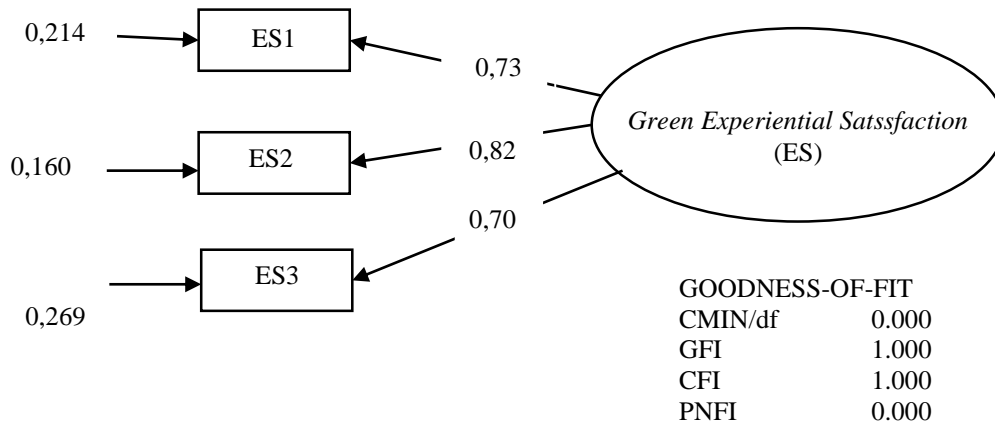 0,214
ES1
0,73
Green Experiential Satssfaction
(ES)
0,160
ES2
0,82
0,70
ES3
0,269
GOODNESS-OF-FIT
CMIN/df 0.000
GFI 1.000
CFI 1.000
PNFI 0.000